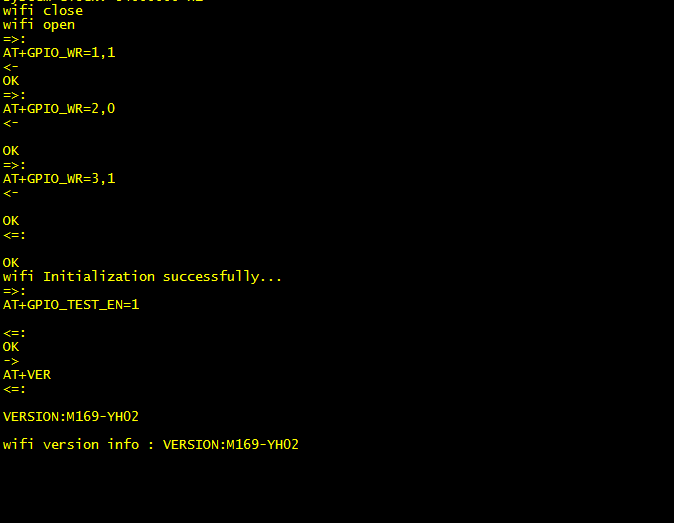 wifi close
wifi open
=>:
AT+GPIO_WR=1,1
<-
OK
=>:
AT+GPIO_WR=2,0
<-
OK
=>:
AT+GPIO_WR=3,1
<-
OK
<=:
OK
wifi Initialization successfully...
=>:
AT+GPIO_TEST_EN=1
<=:
OK
->
AT+VER
<=:
VERSION:M169-YH02
wifi version info : VERSION:M169-YH02